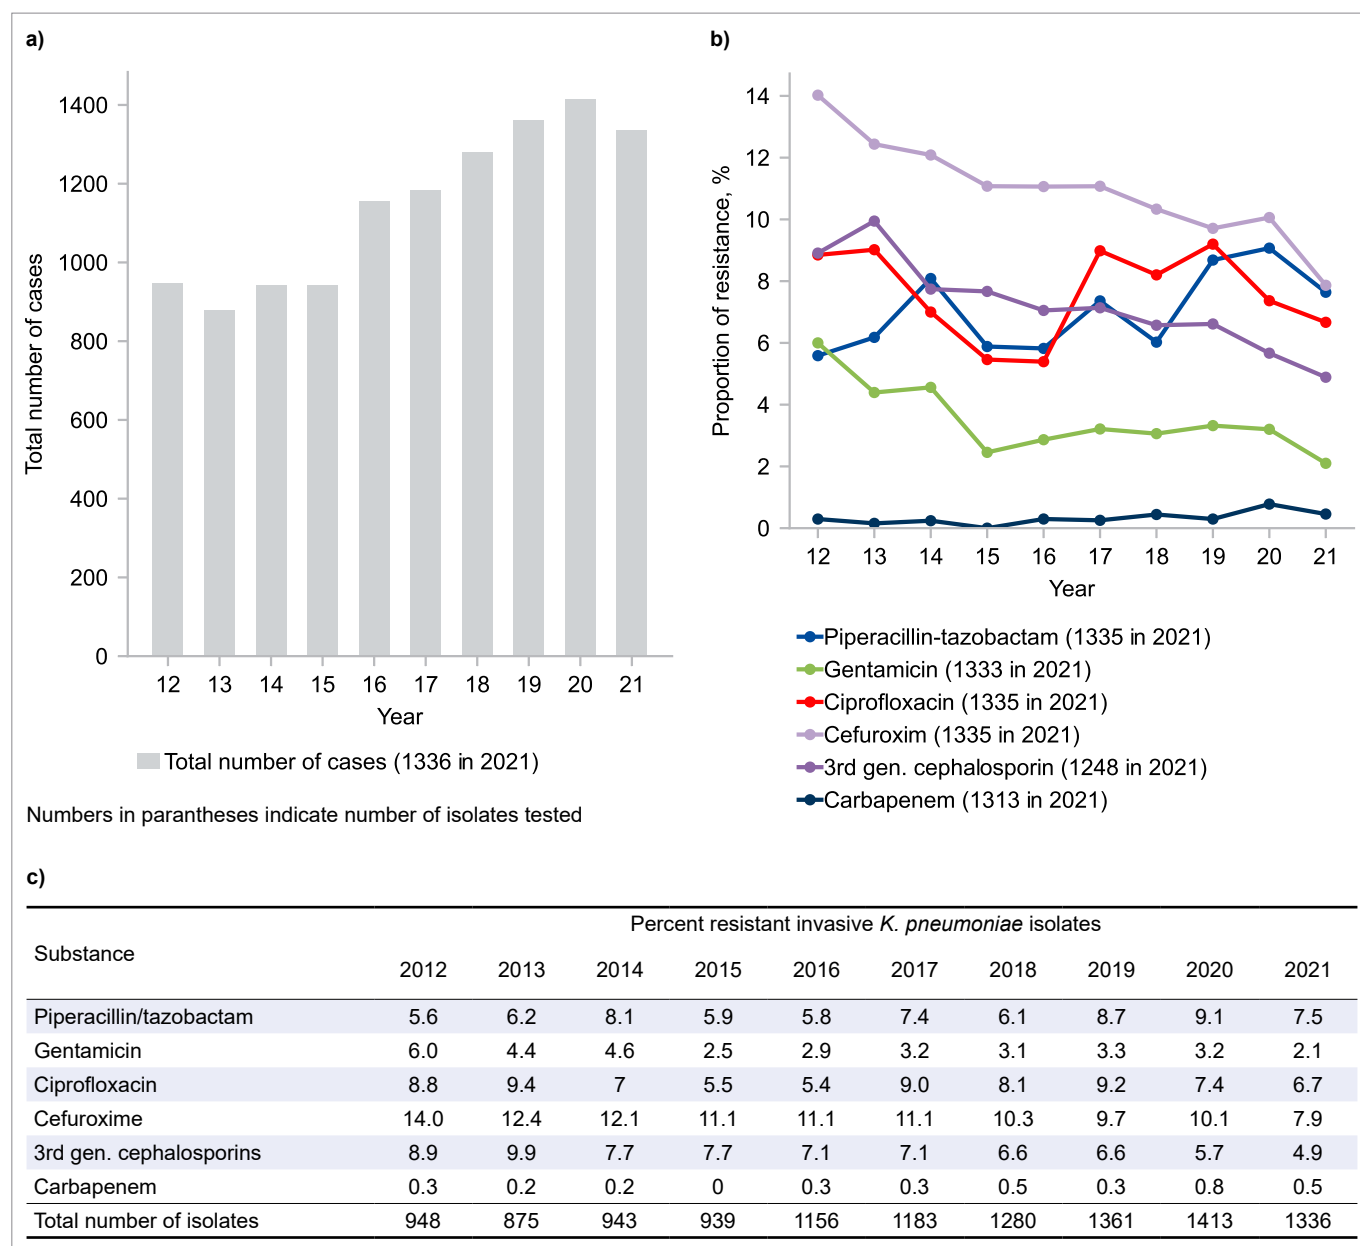 a)
Total number of cases
1400
1200
1000
800
600
400
200
0
12 13 14 15 16 17 18 19 20 21
Year
Total number of cases (1336 in 2021)
Numbers in parantheses indicate number of isolates tested
b)
Proportion of resistance, %
14
12
10
8
6
4
2
0
12 13 14 15 16 17 18 19 20 21
Year
Piperacillin-tazobactam (1335 in 2021)
Gentamicin (1333 in 2021)
Ciprofloxacin (1335 in 2021)
Cefuroxim (1335 in 2021)
3rd gen. cephalosporin (1248 in 2021)
Carbapenem (1313 in 2021)
c)
Percent resistant invasive K. pneumoniae isolates
Substance
2012 2013 2014 2015 2016 2017 2018 2019 2020 2021
Piperacillin/tazobactam 5.6 6.2 8.1 5.9 5.8 7.4 6.1 8.7 9.1 7.5
Gentamicin 6.0 4.4 4.6 2.5 2.9 3.2 3.1 3.3 3.2 2.1
Ciprofloxacin 8.8 9.4 7 5.5 5.4 9.0 8.1 9.2 7.4 6.7
Cefuroxime 14.0 12.4 12.1 11.1 11.1 11.1 10.3 9.7 10.1 7.9
3rd gen. cephalosporins 8.9 9.9 7.7 7.7 7.1 7.1 6.6 6.6 5.7 4.9
Carbapenem 0.3 0.2 0.2 0 0.3 0.3 0.5 0.3 0.8 0.5
Total number of isolates 948 875 943 939 1156 1183 1280 1361 1413 1336